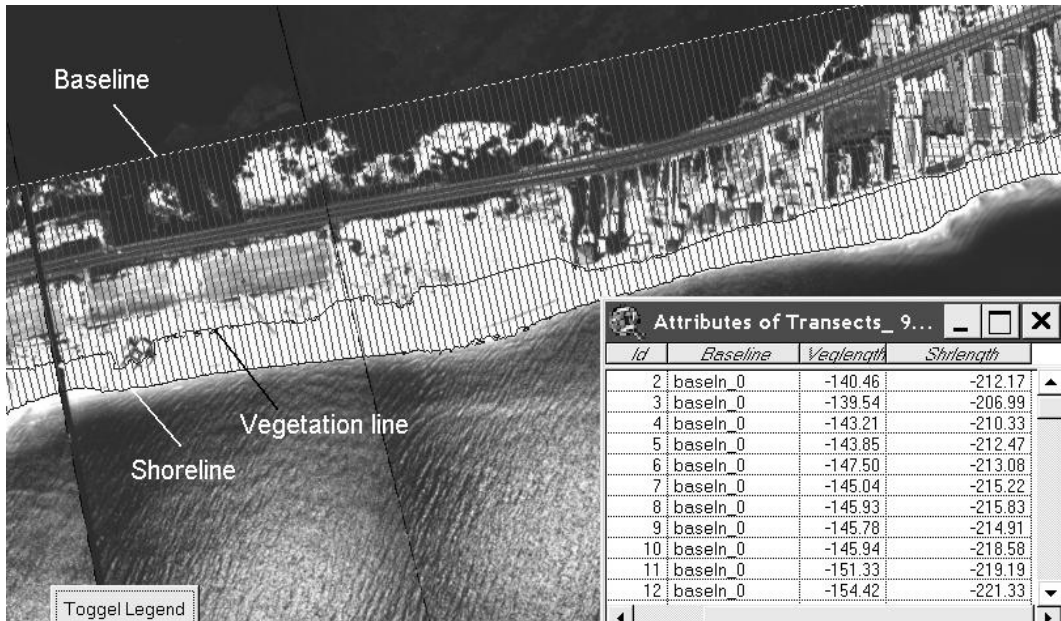 Baseline
Vegetation line
Shoreline
Toggel Legend
Attributes of Transects_ 9...
Id Baseline Veglength Shrlength
2 baseln_0 -140.46 -212.17
3 baseln_0 -139.54 -206.99
4 baseln_0 -143.21 -210.33
5 baseln_0 -143.85 -212.47
6 baseln_0 -147.50 -213.08
7 baseln_0 -145.04 -215.22
8 baseln_0 -145.93 -215.83
9 baseln_0 -145.78 -214.91
10 baseln_0 -145.94 -218.58
11 baseln_0 -151.33 -219.19
12 baseln_0 -154.42 -221.33